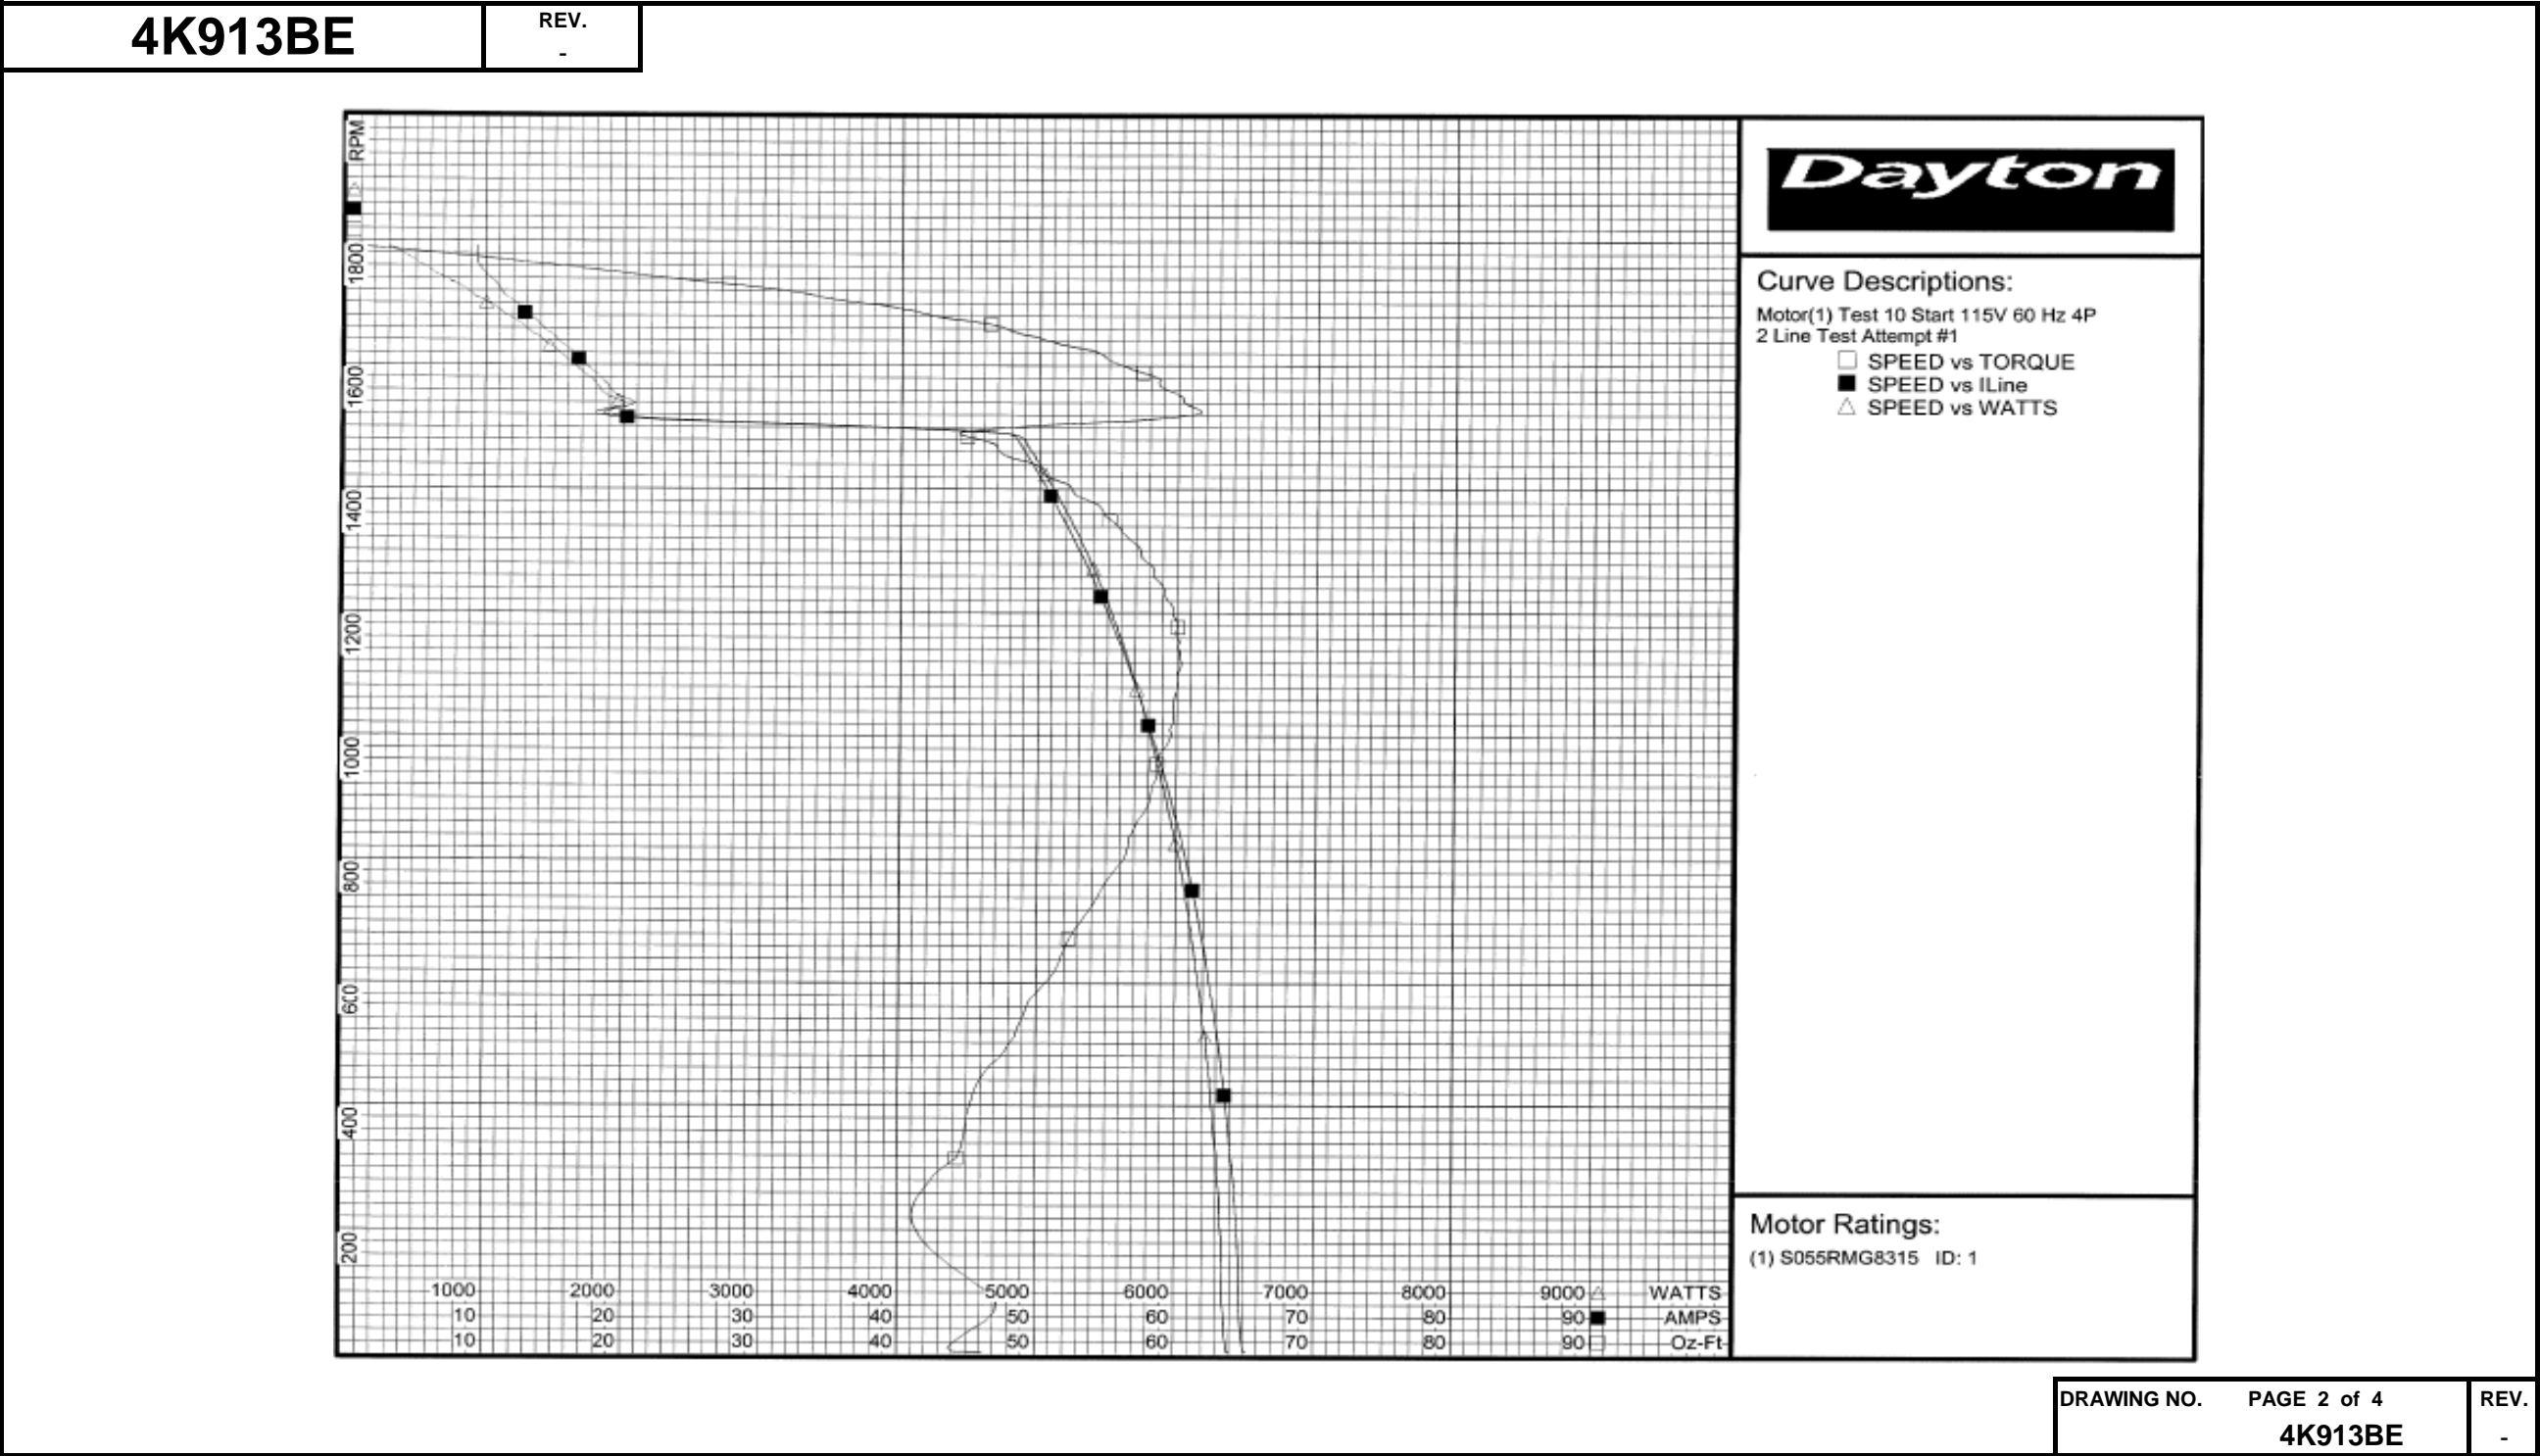 4K913BE
REV.
-
RPM
1800
1600
1400
1200
1000
800
600
400
200
1000 2000 3000 4000 5000 6000 7000 8000 9000 △ WATTS
10 20 30 40 50 60 70 80 90 ■ AMPS
10 20 30 40 50 60 70 80 90 □ Oz-Ft
Dayton
Curve Descriptions:
Motor(1) Test 10 Start 115V 60 Hz 4P
2 Line Test Attempt #1
□ SPEED vs TORQUE
■ SPEED vs ILine
△ SPEED vs WATTS
Motor Ratings:
(1) S055RMG8315 ID: 1
DRAWING NO. PAGE 2 of 4 REV.
4K913BE -